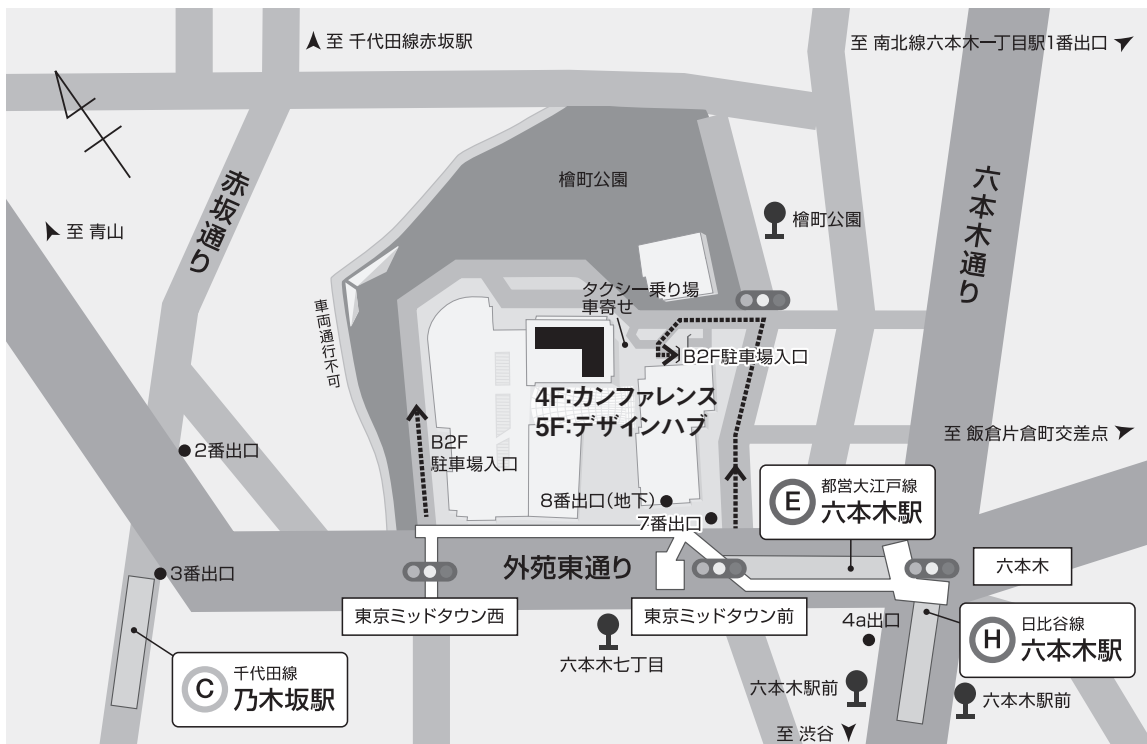 至 千代田線赤坂駅
至 南北線六本木一丁目駅1番出口
赤坂通り
檜町公園
六本木通り
檜町公園
至 青山
タクシー乗り場
車寄せ
車両通行不可
B2F駐車場入口
4F:カンファレンス
5F:デザインハブ
B2F
駐車場入口
至 飯倉片倉町交差点
2番出口
8番出口(地下)
7番出口
E
都営大江戸線
六本木駅
3番出口
外苑東通り
六本木
東京ミッドタウン西
東京ミッドタウン前
4a出口
H
日比谷線
六本木駅
六本木七丁目
C
千代田線
乃木坂駅
六本木駅前
六本木駅前
至 渋谷